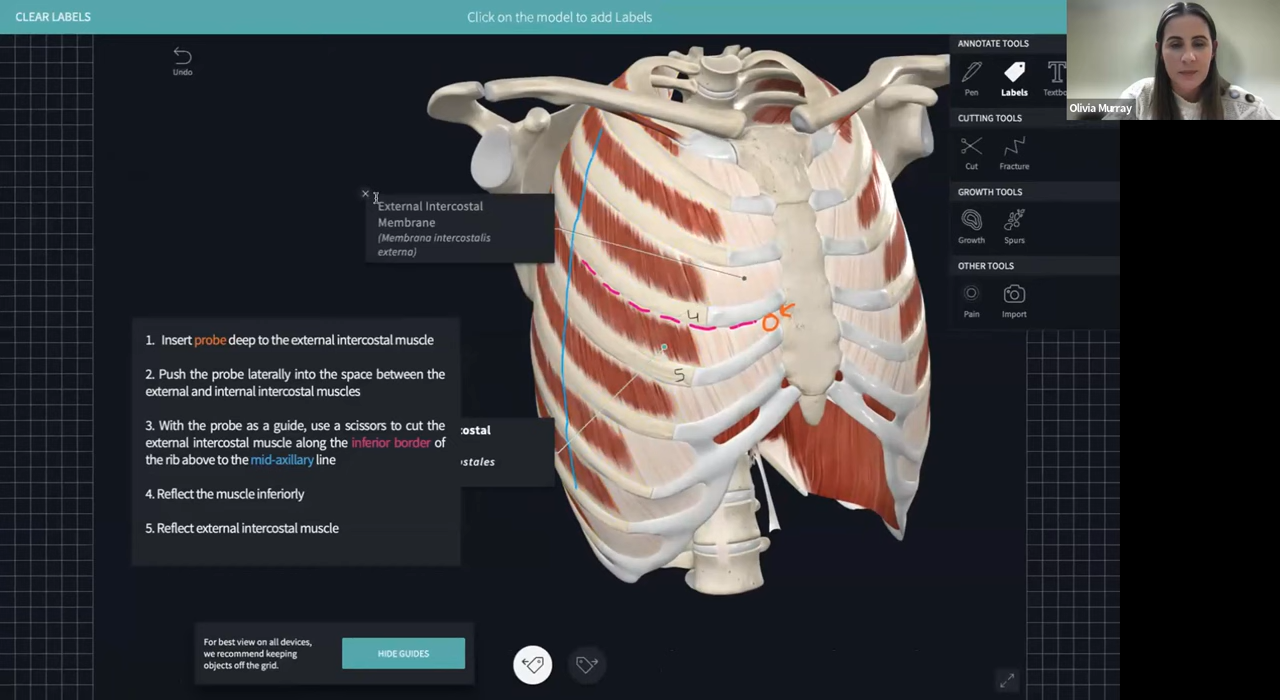 CLEAR LABELS
Click on the model to add Labels
Undo
ANNOTATE TOOLS
Pen
Labels
Olivia Murray
CUTTING TOOLS
Cut
Fracture
GROWTH TOOLS
Growth
Spurs
OTHER TOOLS
Pain
Import
External Intercostal
Membrane
(Membrana intercostalis
externa)
4
5
1. Insert probe deep to the external intercostal muscle
2. Push the probe laterally into the space between the
external and internal intercostal muscles
3. With the probe as a guide, use a scissors to cut the
external intercostal muscle along the inferior border of
the rib above to the mid-axillary line
4. Reflect the muscle inferiorly
5. Reflect external intercostal muscle
For best view on all devices,
we recommend keeping
objects off the grid.
HIDE GUIDES